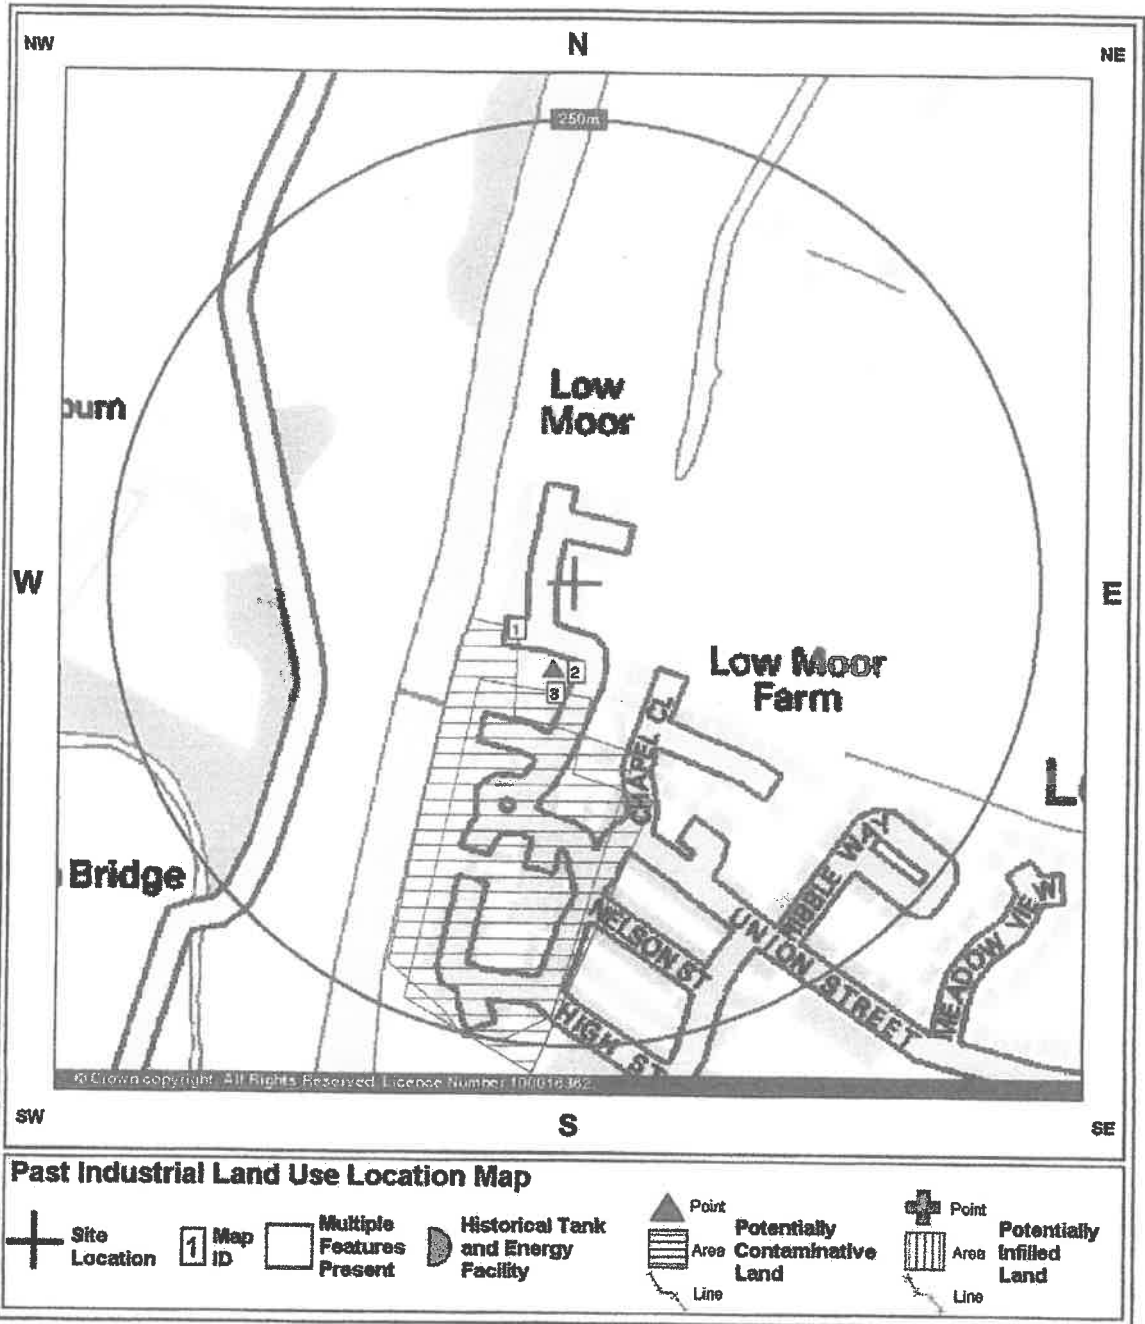 NW
N
NE
250m
Low
Moor
ourn
W
E
1
2
3
Low Moor
Farm
CHAPEL CL
Bridge
RIBBLE WAY
NELSON ST
UNION STREET
MEADOW VIEW
HIGH ST
© Crown copyright. All Rights Reserved. Licence Number 100018362.
SW
S
SE
Past Industrial Land Use Location Map
Site
Location
1
Map
ID
Multiple
Features
Present
Historical Tank
and Energy
Facility
Point
Area
Line
Potentially
Contaminative
Land
Point
Area
Line
Potentially
Infilled
Land